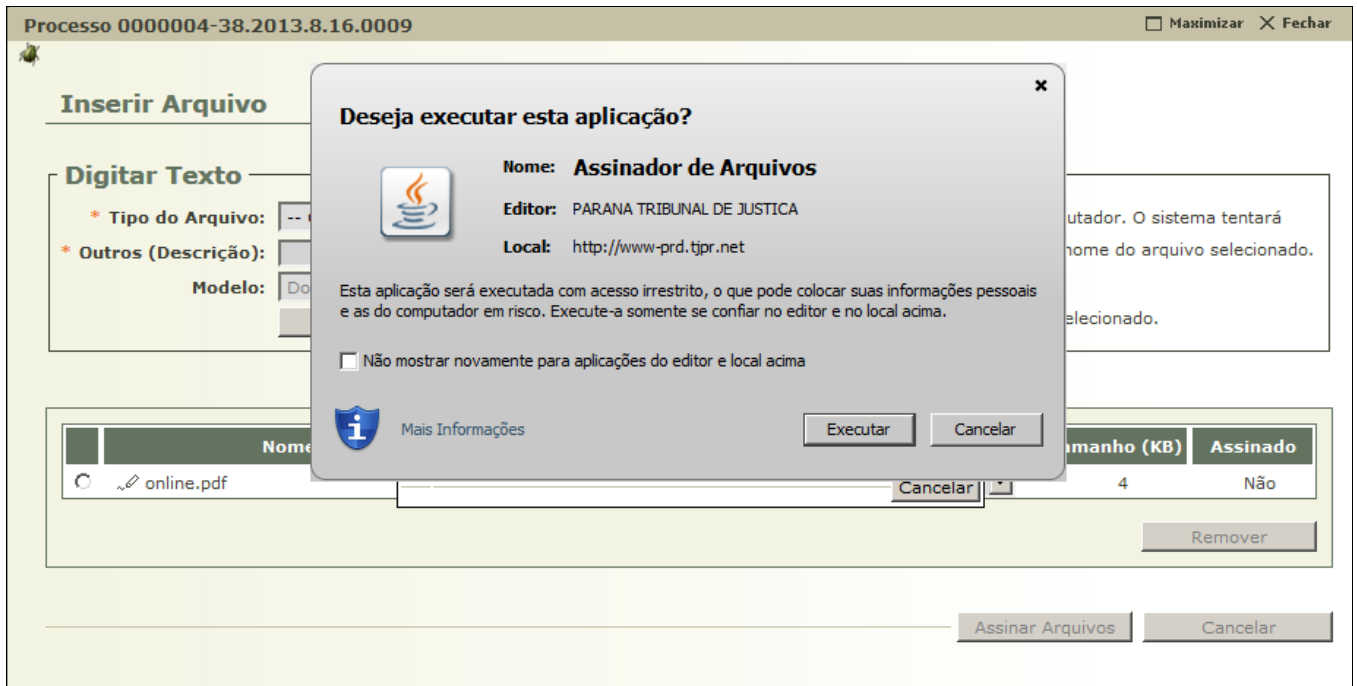 Processo 0000004-38.2013.8.16.0009
Maximizar
Fechar
Inserir Arquivo
Digitar Texto
* Tipo do Arquivo: --
* Outros (Descrição):
Modelo:
Deseja executar esta aplicação?
Nome: Assinador de Arquivos
Editor: PARANA TRIBUNAL DE JUSTICA
Local: http://www-prd.tjpr.net
Esta aplicação será executada com acesso irrestrito, o que pode colocar suas informações pessoais
e as do computador em risco. Execute-a somente se confiar no editor e no local acima.
Não mostrar novamente para aplicações do editor e local acima
Mais Informações
Executar
Cancelar
O sistema tentará
nome do arquivo selecionado.
Nome
Assinado
(KB)
online.pdf
Cancelar
4
Não
Remover
Assinar Arquivos
Cancelar